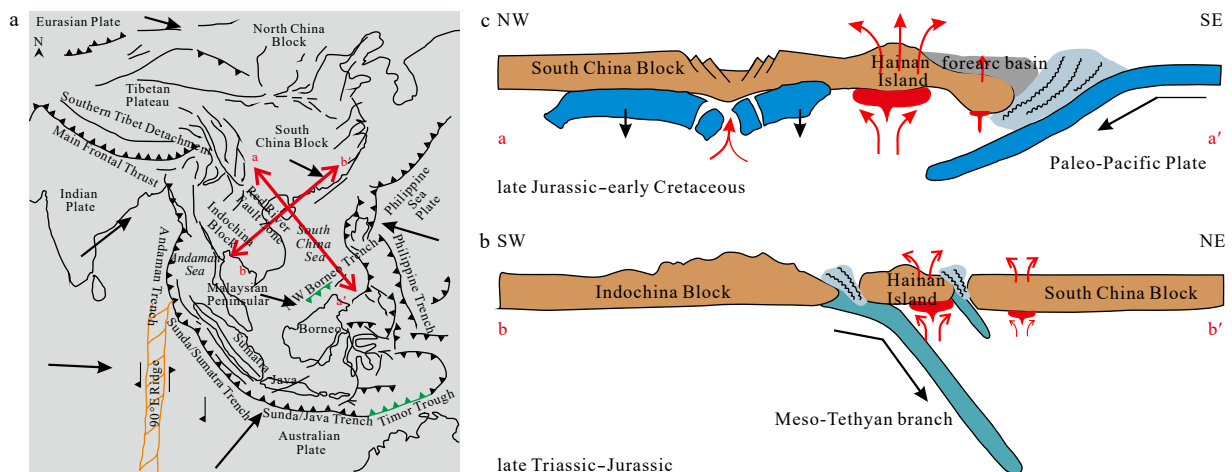 a
Eurasian Plate
N
North China
Block
Tibetan
Plateau
Southern Tibet Detachment
Main Frontal Thrust
South
China Block
a
b′
Indian
Plate
Red River
Fault Zone
Indochina
Block
Philippine
Sea
Plate
South
China
Sea
Andaman
Sea
Andaman Trench
b
Malaysian
Peninsular
NW Borneo Trench
a′
Philippine Trench
Borneo
Sumatra
Sunda/Sumatra Trench
Java
90°E Ridge
Sunda/Java Trench
Timor Trough
Australian
Plate
c NW
SE
South China Block
Hainan
Island
forearc basin
a
a′
Paleo-Pacific Plate
late Jurassic–early Cretaceous
b SW
NE
Indochina Block
Hainan
Island
South China Block
b
b′
Meso-Tethyan branch
late Triassic–Jurassic